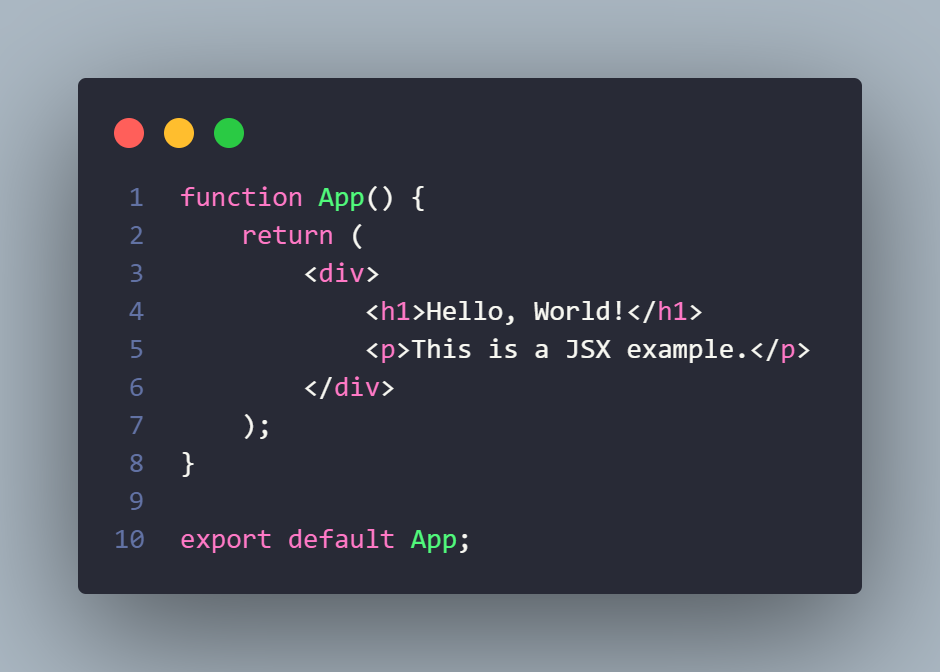 1 function App() {
2     return (
3         <div>
4             <h1>Hello, World!</h1>
5             <p>This is a JSX example.</p>
6         </div>
7     );
8 }
9
10 export default App;